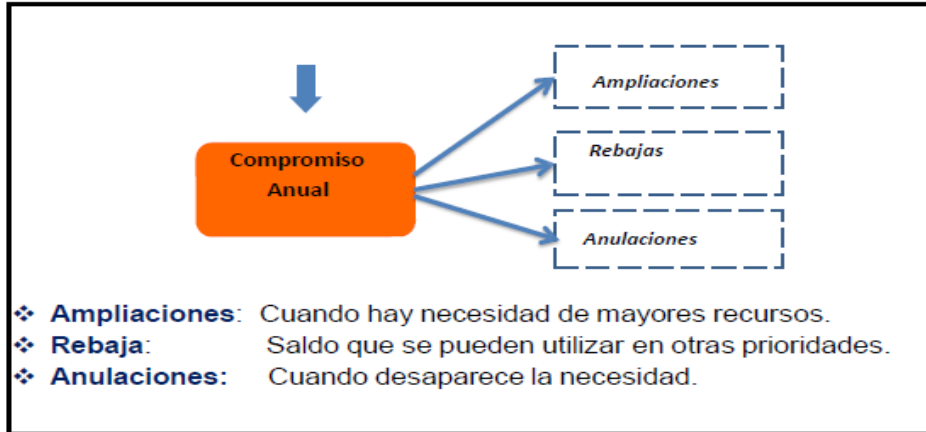 Ampliaciones
Compromiso
Anual
Rebajas
Anulaciones
❖ Ampliaciones: Cuando hay necesidad de mayores recursos.
❖ Rebaja: Saldo que se pueden utilizar en otras prioridades.
❖ Anulaciones: Cuando desaparece la necesidad.